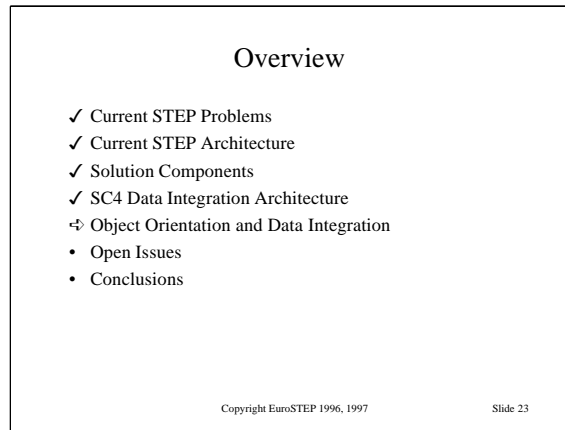 Overview
✓ Current STEP Problems
✓ Current STEP Architecture
✓ Solution Components
✓ SC4 Data Integration Architecture
➪ Object Orientation and Data Integration
• Open Issues
• Conclusions
Copyright EuroSTEP 1996, 1997 Slide 23